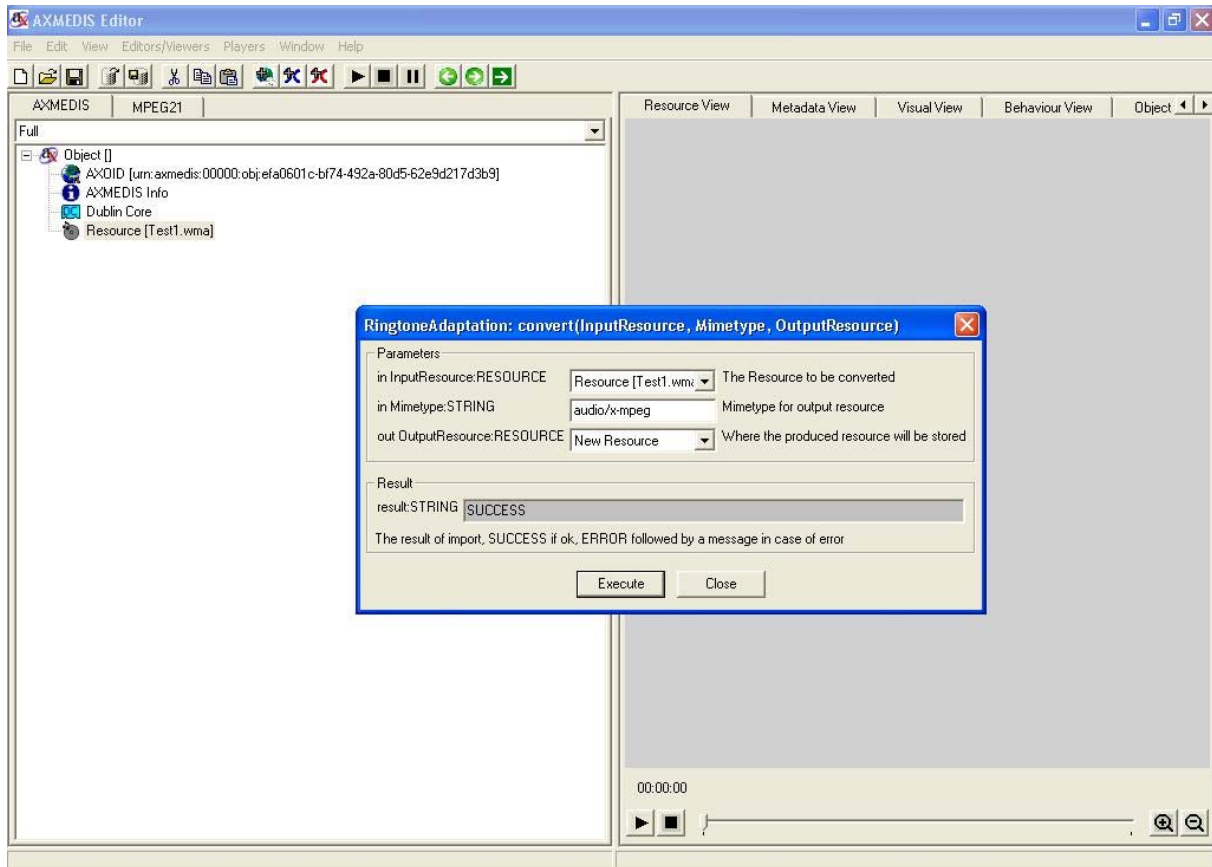 AXMEDIS Editor
File Edit View Editors/Viewers Players Window Help
AXMEDIS MPEG21
Resource View Metadata View Visual View Behaviour View Object
Full
Object []
AXOID [urn:axmedis:00000:obj:efa0601c-bf74-492a-80d5-62e9d217d3b9]
AXMEDIS Info
DC Dublin Core
Resource [Test1.wma]
RingtoneAdaptation: convert(InputResource, Mimetype, OutputResource)
Parameters
in InputResource:RESOURCE Resource [Test1.wma The Resource to be converted
in Mimetype:STRING audio/x-mpeg Mimetype for output resource
out OutputResource:RESOURCE New Resource Where the produced resource will be stored
Result
result:STRING SUCCESS
The result of import, SUCCESS if ok, ERROR followed by a message in case of error
Execute Close
00:00:00